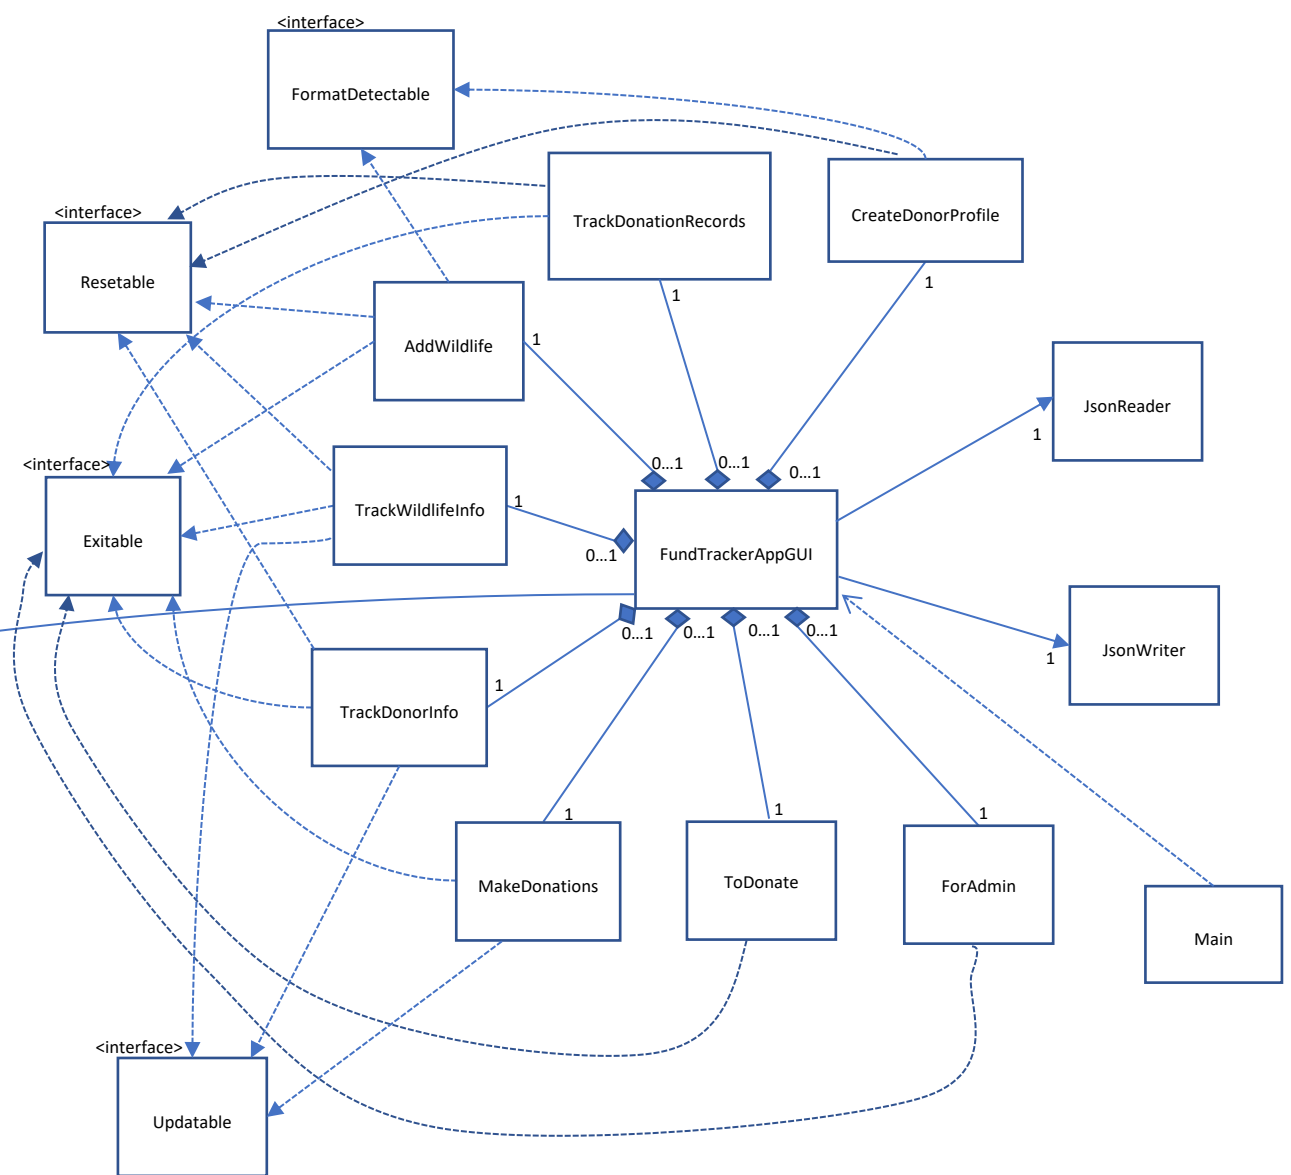 <interface>
FormatDetectable
TrackDonationRecords
CreateDonorProfile
<interface>
Resetable
1
1
AddWildlife
1
JsonReader
1
<interface>
0...1
0...1
0...1
TrackWildlifeInfo
1
Exitable
0...1
FundTrackerAppGUI
0...1
0...1
0...1
0...1
JsonWriter
1
TrackDonorInfo
1
1
1
1
MakeDonations
ToDonate
ForAdmin
Main
<interface>
Updatable